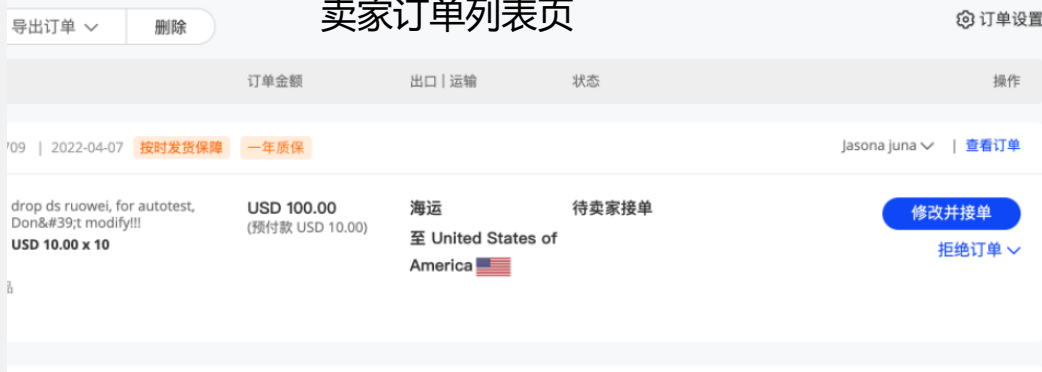 卖家订单列表页
导出订单 删除 订单设置
订单金额 出口 | 运输 状态 操作
709 | 2022-04-07 按时发货保障 一年质保 Jasona juna | 查看订单
drop ds ruowei, for autotest, USD 100.00 海运 待卖家接单 修改并接单
Don&#39;t modify!!! (预付款 USD 10.00) 至 United States of
USD 10.00 x 10 America 拒绝订单
品